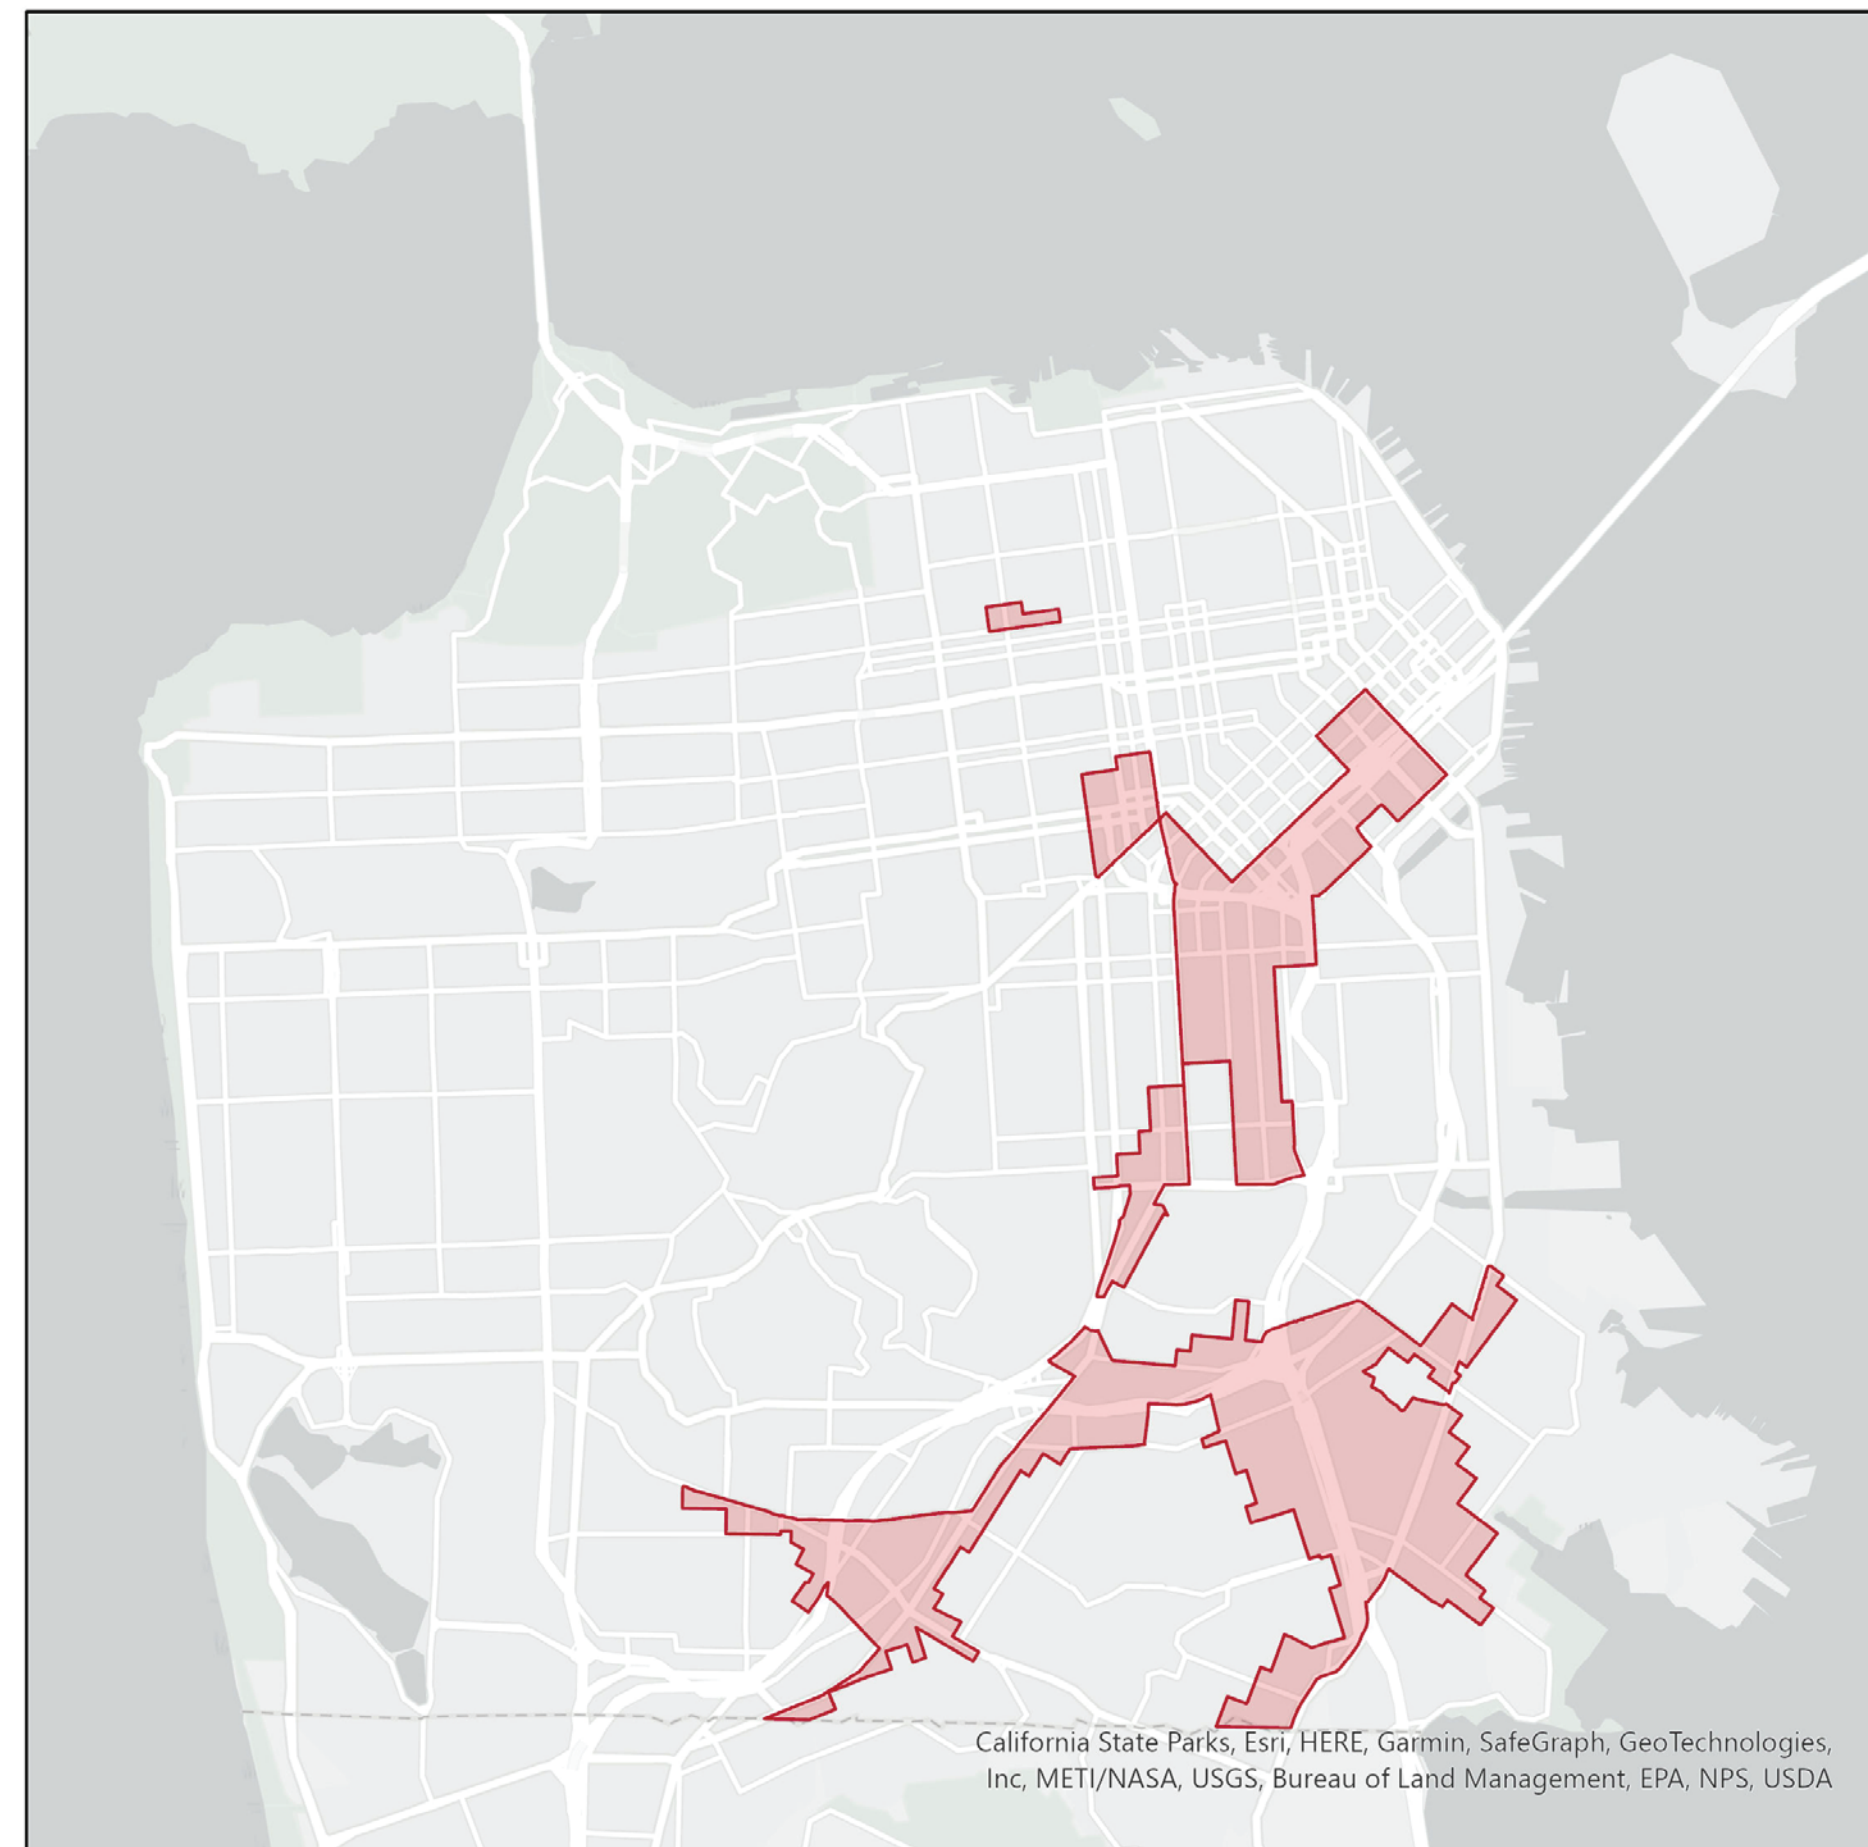 California State Parks, Esri, HERE, Garmin, SafeGraph, GeoTechnologies,
Inc, METI/NASA, USGS, Bureau of Land Management, EPA, NPS, USDA